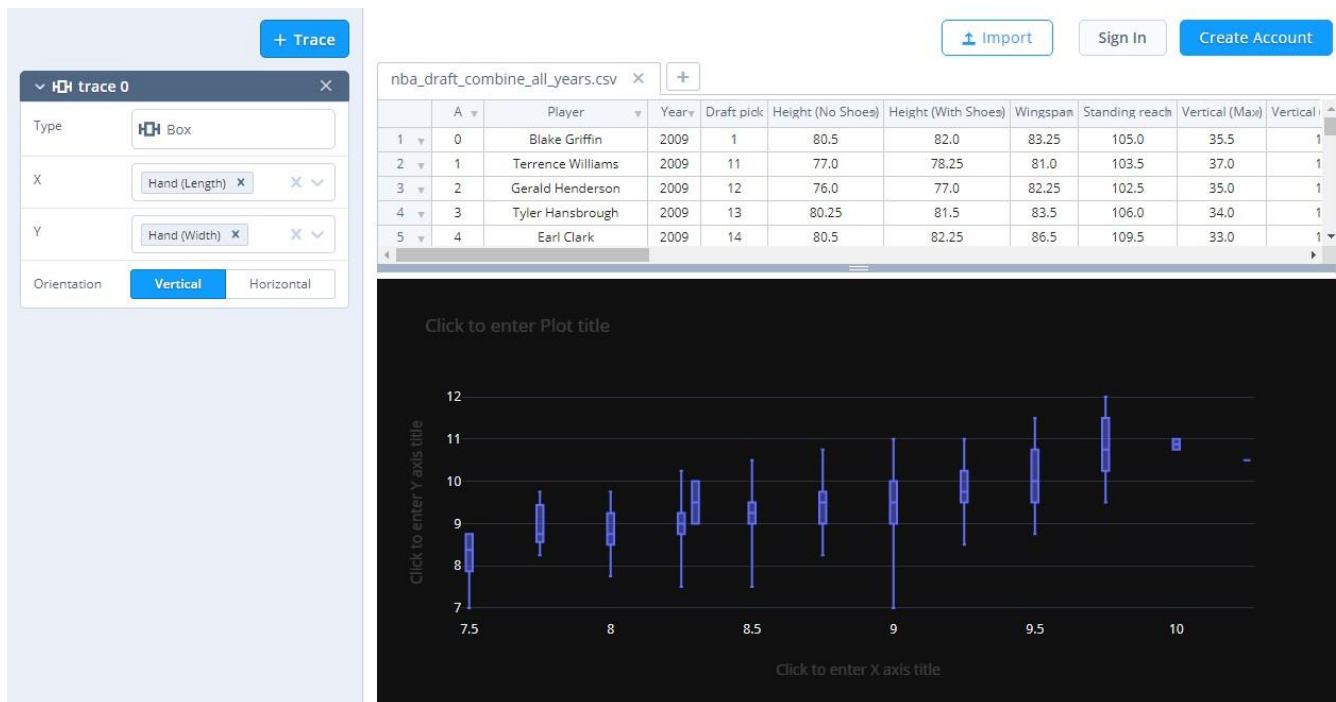 + Trace
Import
Sign In
Create Account
trace 0
Type
Box
X
Hand (Length)
Y
Hand (Width)
Orientation
Vertical
Horizontal
nba_draft_combine_all_years.csv
A Player Year Draft pick Height (No Shoes) Height (With Shoes) Wingspan Standing reach Vertical (Max) Vertical
1 0 Blake Griffin 2009 1 80.5 82.0 83.25 105.0 35.5 1
2 1 Terrence Williams 2009 11 77.0 78.25 81.0 103.5 37.0 1
3 2 Gerald Henderson 2009 12 76.0 77.0 82.25 102.5 35.0 1
4 3 Tyler Hansbrough 2009 13 80.25 81.5 83.5 106.0 34.0 1
5 4 Earl Clark 2009 14 80.5 82.25 86.5 109.5 33.0 1
Click to enter Plot title
Click to enter Y axis title
12
11
10
9
8
7
7.5 8 8.5 9 9.5 10
Click to enter X axis title